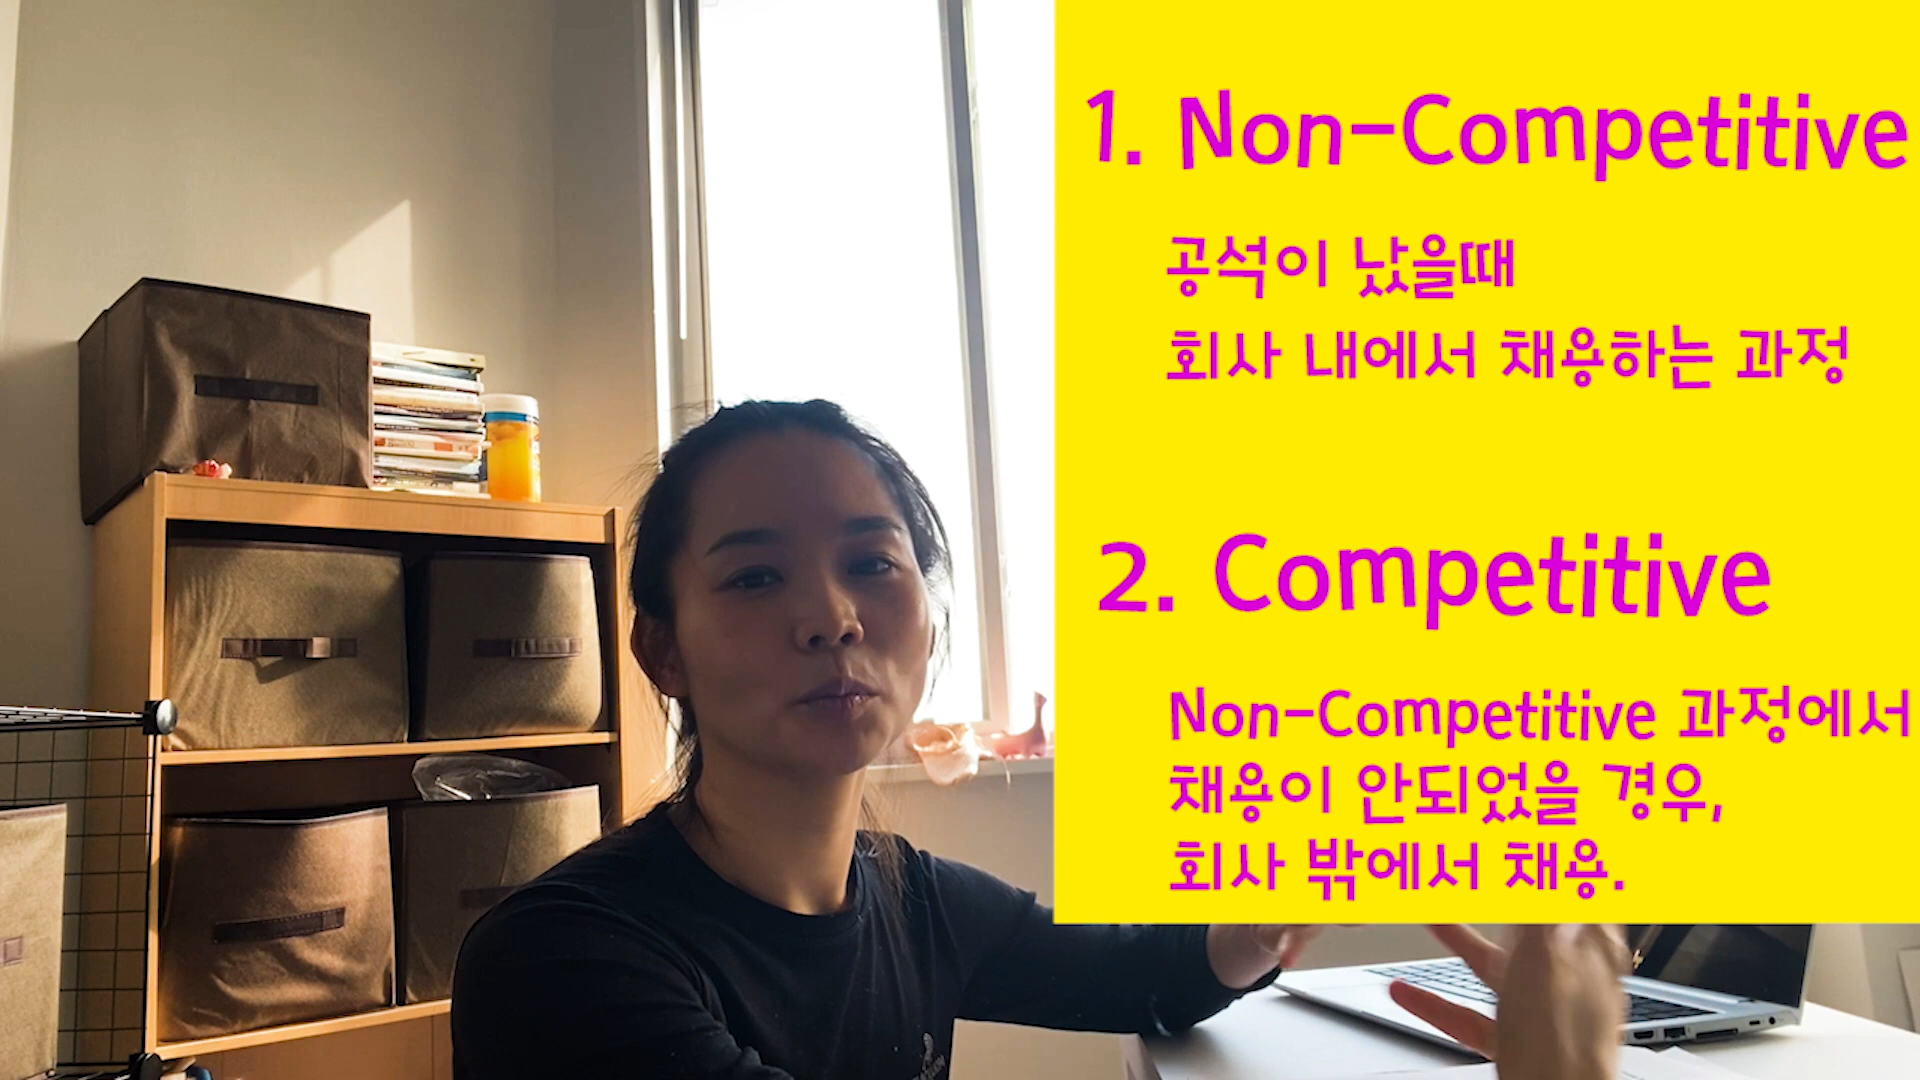 1. Non-Competitive
공석이 났을때
회사 내에서 채용하는 과정
2. Competitive
Non-Competitive 과정에서
채용이 안되었을 경우,
회사 밖에서 채용.